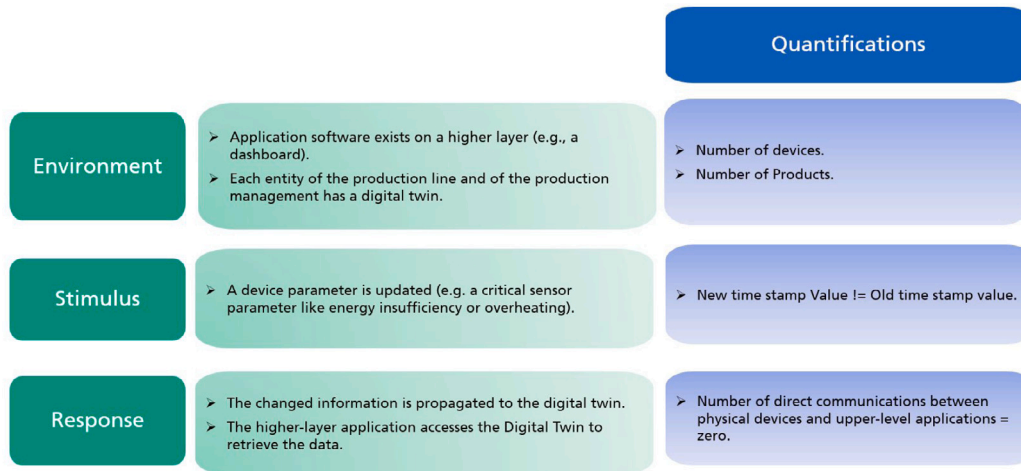 Quantifications
Environment
➢ Application software exists on a higher layer (e.g., a
dashboard).
➢ Each entity of the production line and of the production
management has a digital twin.
➢ Number of devices.
➢ Number of Products.
Stimulus
➢ A device parameter is updated (e.g. a critical sensor
parameter like energy insufficiency or overheating).
➢ New time stamp Value != Old time stamp value.
Response
➢ The changed information is propagated to the digital twin.
➢ The higher-layer application accesses the Digital Twin to
retrieve the data.
➢ Number of direct communications between
physical devices and upper-level applications =
zero.